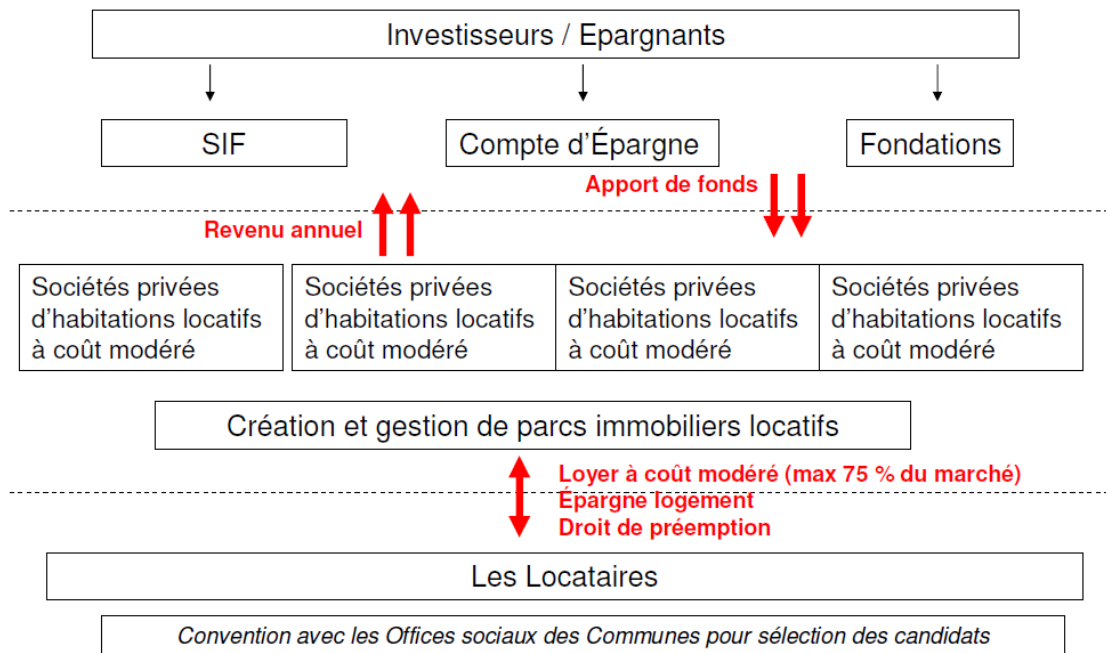 Investisseurs / Epargnants
SIF
Compte d'Épargne
Fondations
Apport de fonds
Revenu annuel
Sociétés privées
d'habitations locatifs
à coût modéré
Sociétés privées
d'habitations locatifs
à coût modéré
Sociétés privées
d'habitations locatifs
à coût modéré
Sociétés privées
d'habitations locatifs
à coût modéré
Création et gestion de parcs immobiliers locatifs
Loyer à coût modéré (max 75 % du marché)
Épargne logement
Droit de préemption
Les Locataires
Convention avec les Offices sociaux des Communes pour sélection des candidats